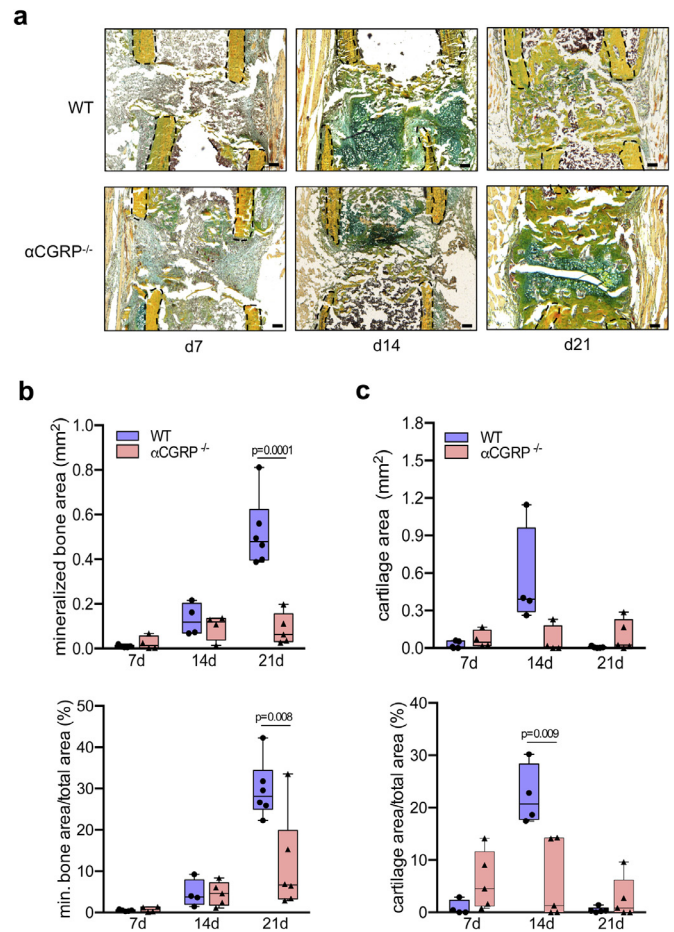 a
WT
αCGRP-/-
d7 d14 d21
b
mineralized bone area (mm2)
1.0
0.8
0.6
0.4
0.2
0.0
WT
αCGRP -/-
p=0.0001
7d 14d 21d
min. bone area/total area (%)
50
40
30
20
10
0
p=0.008
7d 14d 21d
c
cartilage area (mm2)
1.8
1.5
1.2
0.9
0.6
0.3
0.0
WT
αCGRP -/-
7d 14d 21d
cartilage area/total area (%)
40
30
20
10
0
p=0.009
7d 14d 21d